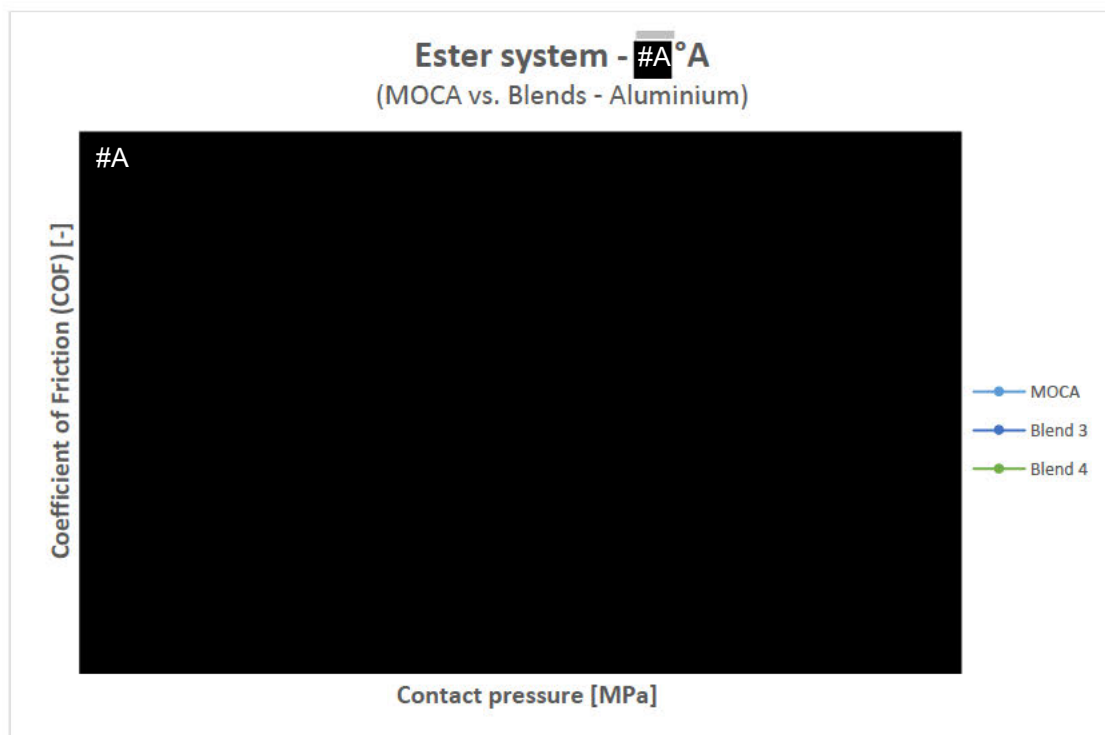 Ester system - #A °A
(MOCA vs. Blends - Aluminium)
#A
Coefficient of Friction (COF) [-]
MOCA
Blend 3
Blend 4
Contact pressure [MPa]